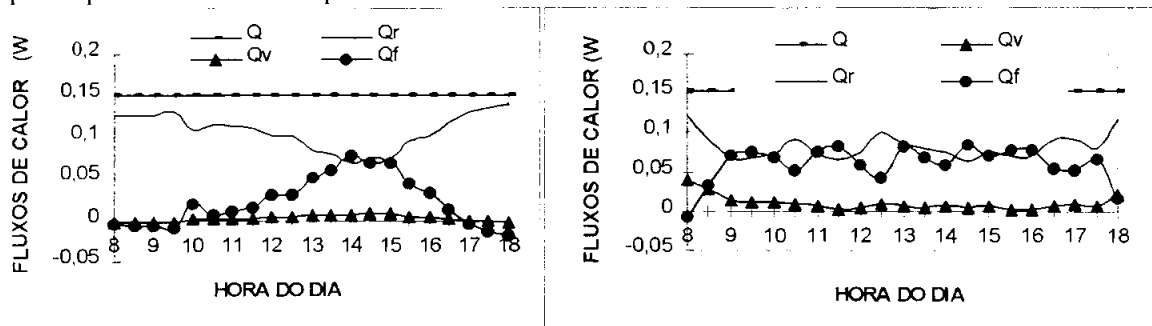 FLUXOS DE CALOR (W
Q
Qr
Qv
Qf
0,2
0,15
0,1
0,05
0
-0,05
8 9 10 11 12 13 14 15 16 17 18
HORA DO DIA
FLUXOS DE CALOR (W
Q
Qv
Qr
Qf
0,2
0,15
0,1
0,05
0
-0,05
8 9 10 11 12 13 14 15 16 17 18
HORA DO DIA